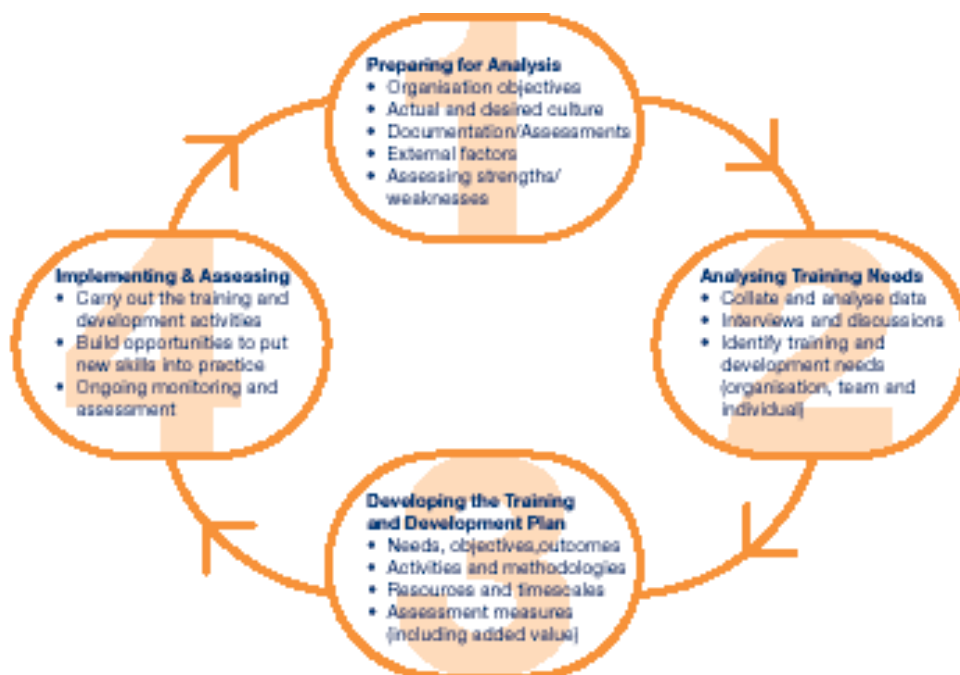 1
Preparing for Analysis
• Organisation objectives
• Actual and desired culture
• Documentation/Assessments
• External factors
• Assessing strengths/
weaknesses
2
Analysing Training Needs
• Collate and analyse data
• Interviews and discussions
• Identify training and
development needs
(organisation, team and
individual)
3
Developing the Training
and Development Plan
• Needs, objectives,outcomes
• Activities and methodologies
• Resources and timescales
• Assessment measures
(including added value)
4
Implementing & Assessing
• Carry out the training and
development activities
• Build opportunities to put
new skills into practice
• Ongoing monitoring and
assessment